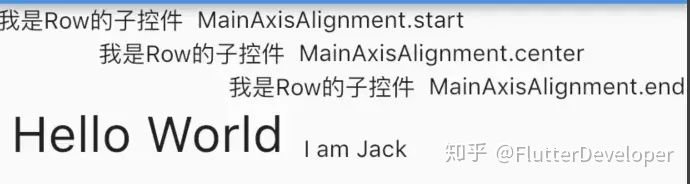 我是Row的子控件  MainAxisAlignment.start
我是Row的子控件  MainAxisAlignment.center
我是Row的子控件  MainAxisAlignment.end
Hello World I am Jack
知乎 @FlutterDeveloper